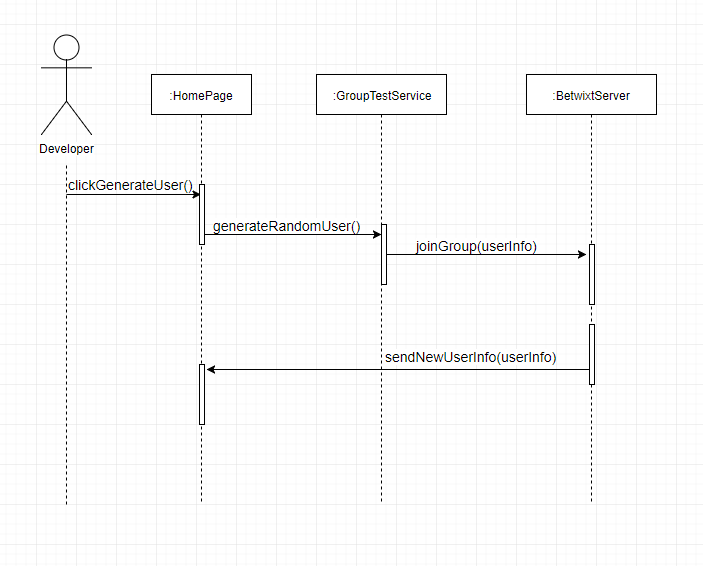 :HomePage
:GroupTestService
:BetwixtServer
Developer
clickGenerateUser()
generateRandomUser()
joinGroup(userInfo)
sendNewUserInfo(userInfo)